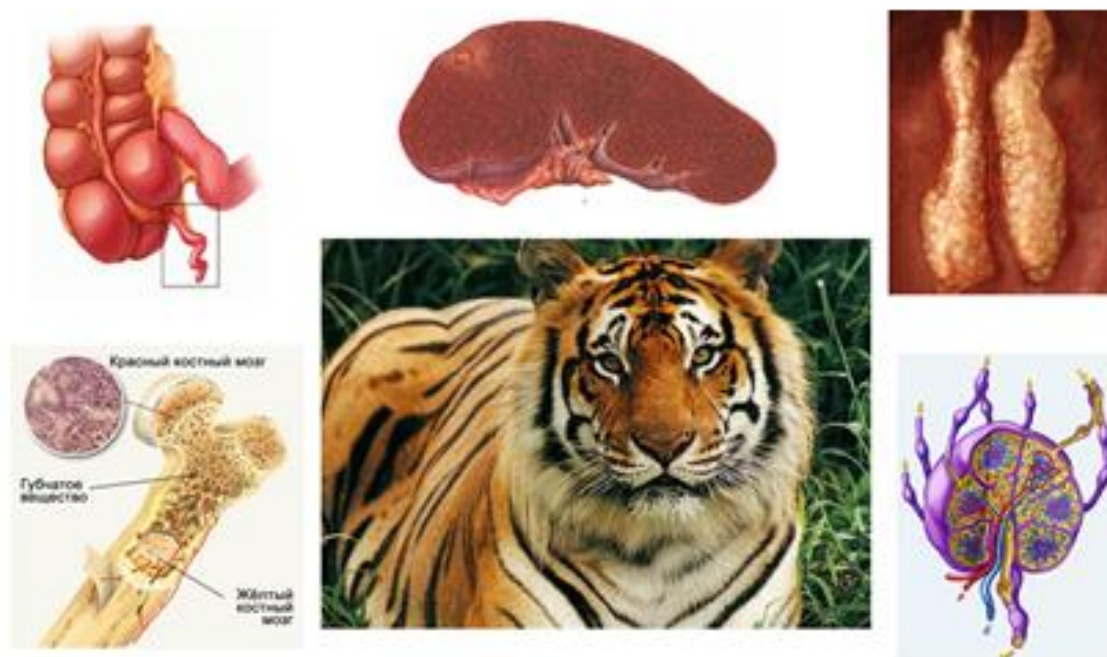 Красный костный мозг
Губчатое
вещество
Жёлтый
костный
мозг